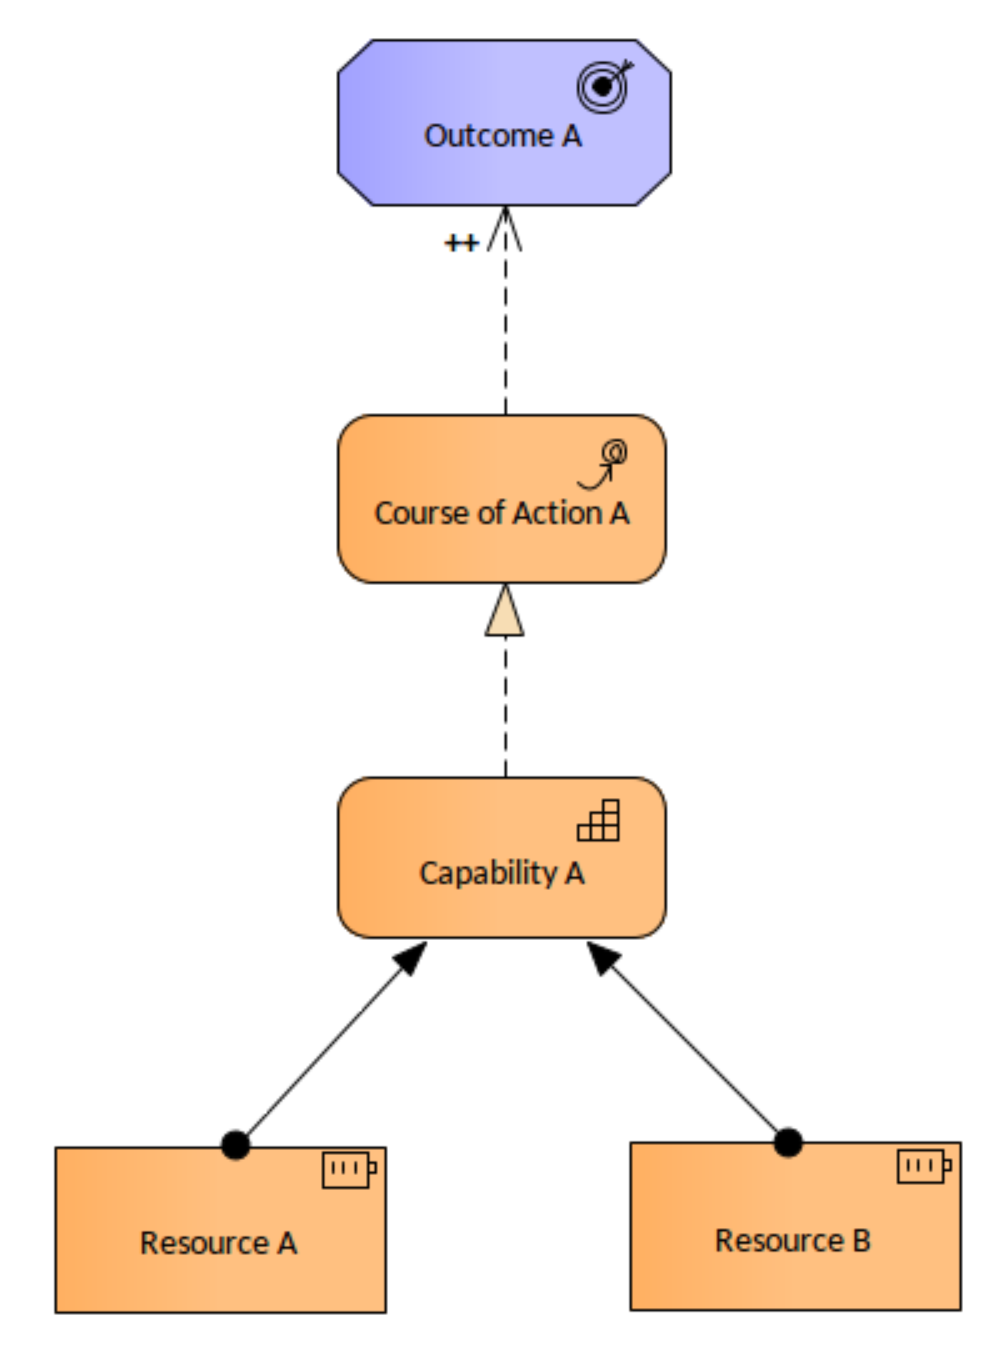 Outcome A
++
Course of Action A
Capability A
Resource A
Resource B